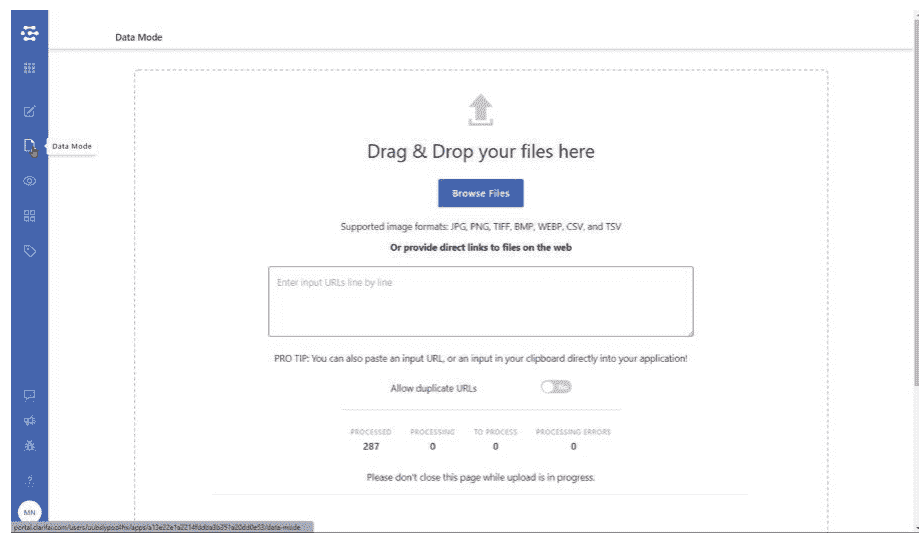 Data Mode
Data Mode
Drag & Drop your files here
Browse Files
Supported image formats: JPG, PNG, TIFF, BMP, WEBP, CSV, and TSV
Or provide direct links to files on the web
Enter input URLs line by line
PRO TIP: You can also paste an input URL, or an input in your clipboard directly into your application!
Allow duplicate URLs
PROCESSED PROCESSING TO PROCESS PROCESSING ERRORS
287 0 0 0
Please don't close this page while upload is in progress.
MN